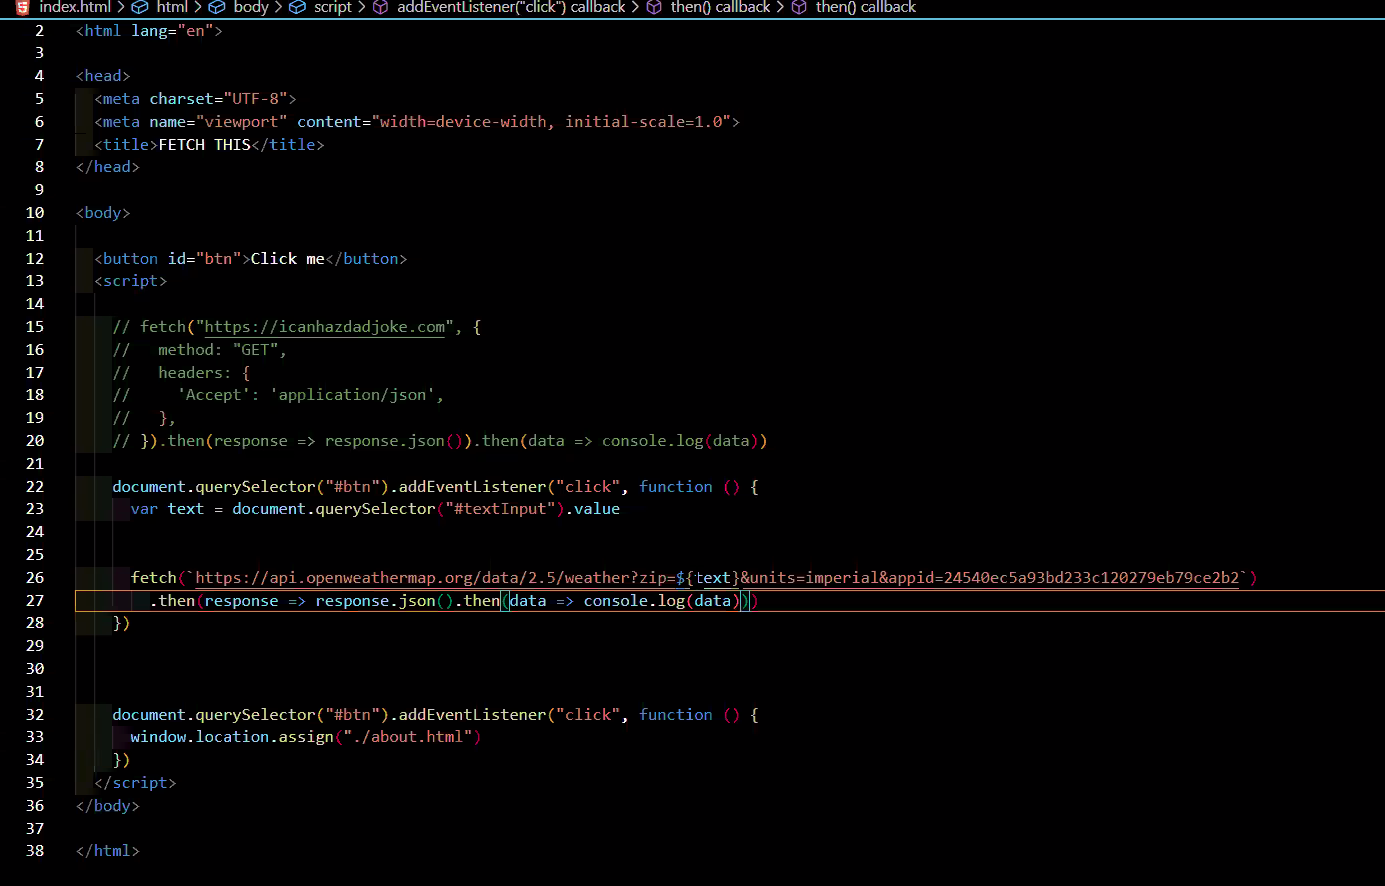 index.html > html > body > script > addEventListener("click") callback > then() callback > then() callback
2 <html lang="en">
3
4 <head>
5 <meta charset="UTF-8">
6 <meta name="viewport" content="width=device-width, initial-scale=1.0">
7 <title>FETCH THIS</title>
8 </head>
9
10 <body>
11
12 <button id="btn">Click me</button>
13 <script>
14
15 // fetch("https://icanhazdadjoke.com", {
16 //   method: "GET",
17 //   headers: {
18 //     'Accept': 'application/json',
19 //   },
20 // }).then(response => response.json()).then(data => console.log(data))
21
22 document.querySelector("#btn").addEventListener("click", function () {
23 var text = document.querySelector("#textInput").value
24
25
26 fetch(`https://api.openweathermap.org/data/2.5/weather?zip=${text}&units=imperial&appid=24540ec5a93bd233c120279eb79ce2b2`)
27 .then(response => response.json().then(data => console.log(data)))
28 })
29
30
31
32 document.querySelector("#btn").addEventListener("click", function () {
33 window.location.assign("./about.html")
34 })
35 </script>
36 </body>
37
38 </html>